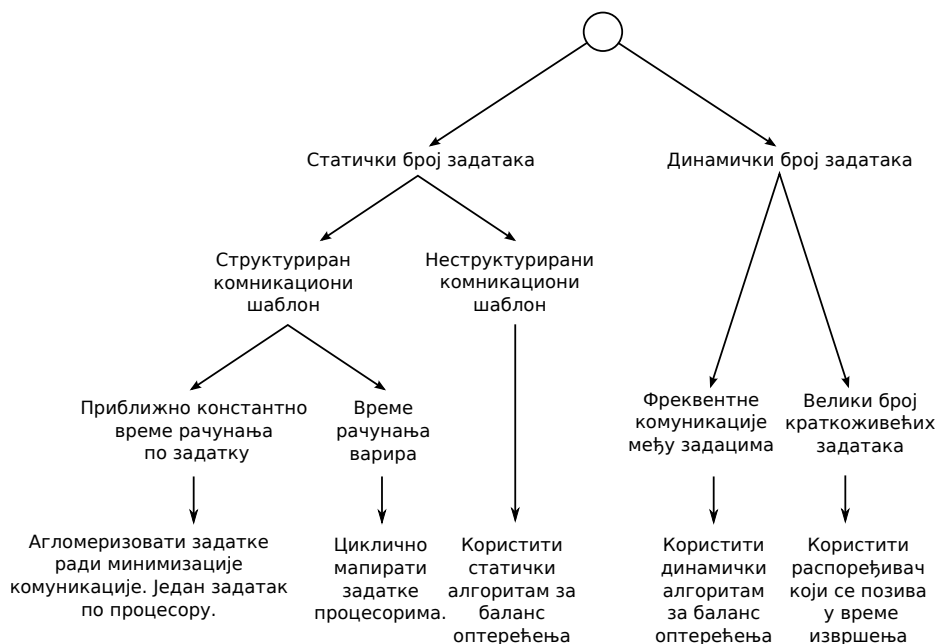 Статички број задатака
Динамички број задатака
Структуриран
комникациони
шаблон
Неструктурирани
комникациони
шаблон
Приближно константно
време рачунања
по задатку
Време
рачунања
варира
Фреквентне
комуникације
међу задацима
Велики број
краткоживећих
задатака
Агломеризовати задатке
ради минимизације
комуникације. Један задатак
по процесору.
Циклично
мапирати
задатке
процесорима.
Користити
статички
алгоритам за
баланс
оптерећења
Користити
динамички
алгоритам
за баланс
оптерећења
Користити
распоређивач
који се позива
у време
извршења